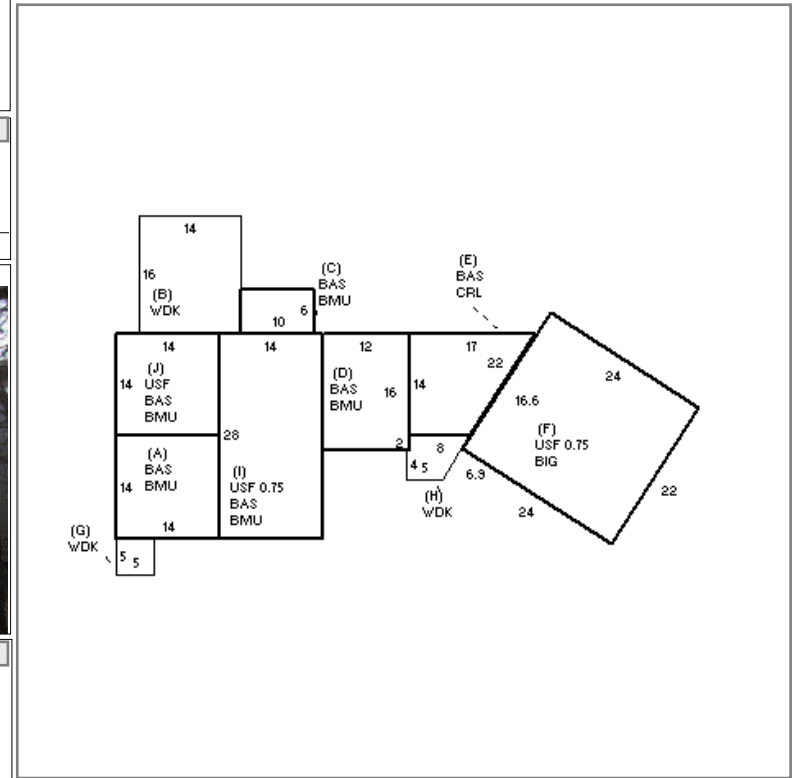 14
16
(B)
WDK
(C)
BAS
BMU
6
10
(E)
BAS
CRL
14
14
(J)
USF
BAS
BMU
14
28
(I)
USF 0.75
BAS
BMU
12
(D)
BAS
BMU
16
2
17
22
14
16.6
24
(F)
USF 0.75
BIG
22
24
6.9
8
4 5
(H)
WDK
(A)
BAS
BMU
14
14
(G)
WDK
5
5